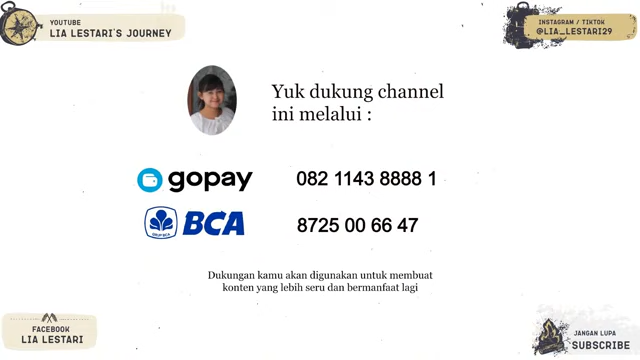 YOUTUBE
LIA LESTARI'S JOURNEY
INSTAGRAM / TIKTOK
@LIA_LESTARI29
Yuk dukung channel
ini melalui :
gopay 082 1143 8888 1
GRUP BCA
BCA 8725 00 66 47
Dukungan kamu akan digunakan untuk membuat
konten yang lebih seru dan bermanfaat lagi
FACEBOOK
LIA LESTARI
JANGAN LUPA
SUBSCRIBE